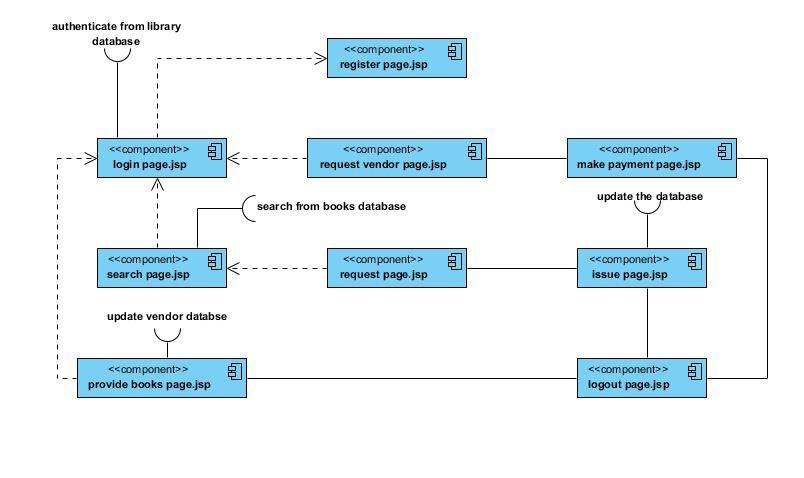 authenticate from library
database
<<component>>
register page.jsp
<<component>>
login page.jsp
<<component>>
request vendor page.jsp
<<component>>
make payment page.jsp
search from books database
update the database
<<component>>
search page.jsp
<<component>>
request page.jsp
<<component>>
issue page.jsp
update vendor databse
<<component>>
provide books page.jsp
<<component>>
logout page.jsp